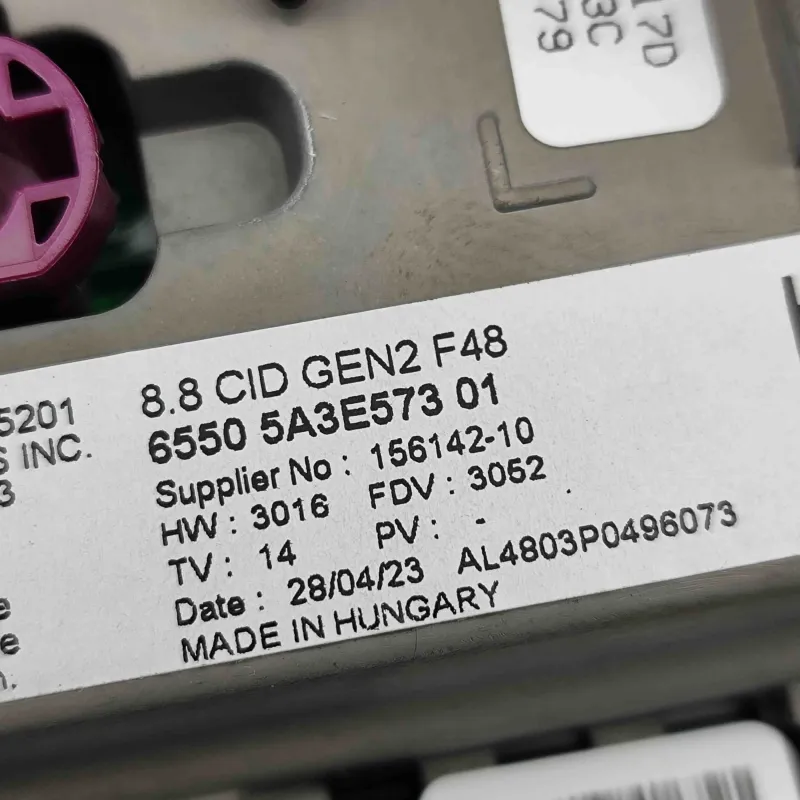 17D
3C
79
5201
S INC.
3
e
e
n.
8.8 CID GEN2 F48
6550 5A3E573 01
Supplier No : 156142-10
HW : 3016 FDV : 3052
TV : 14 PV : -
Date : 28/04/23 AL4803P0496073
MADE IN HUNGARY